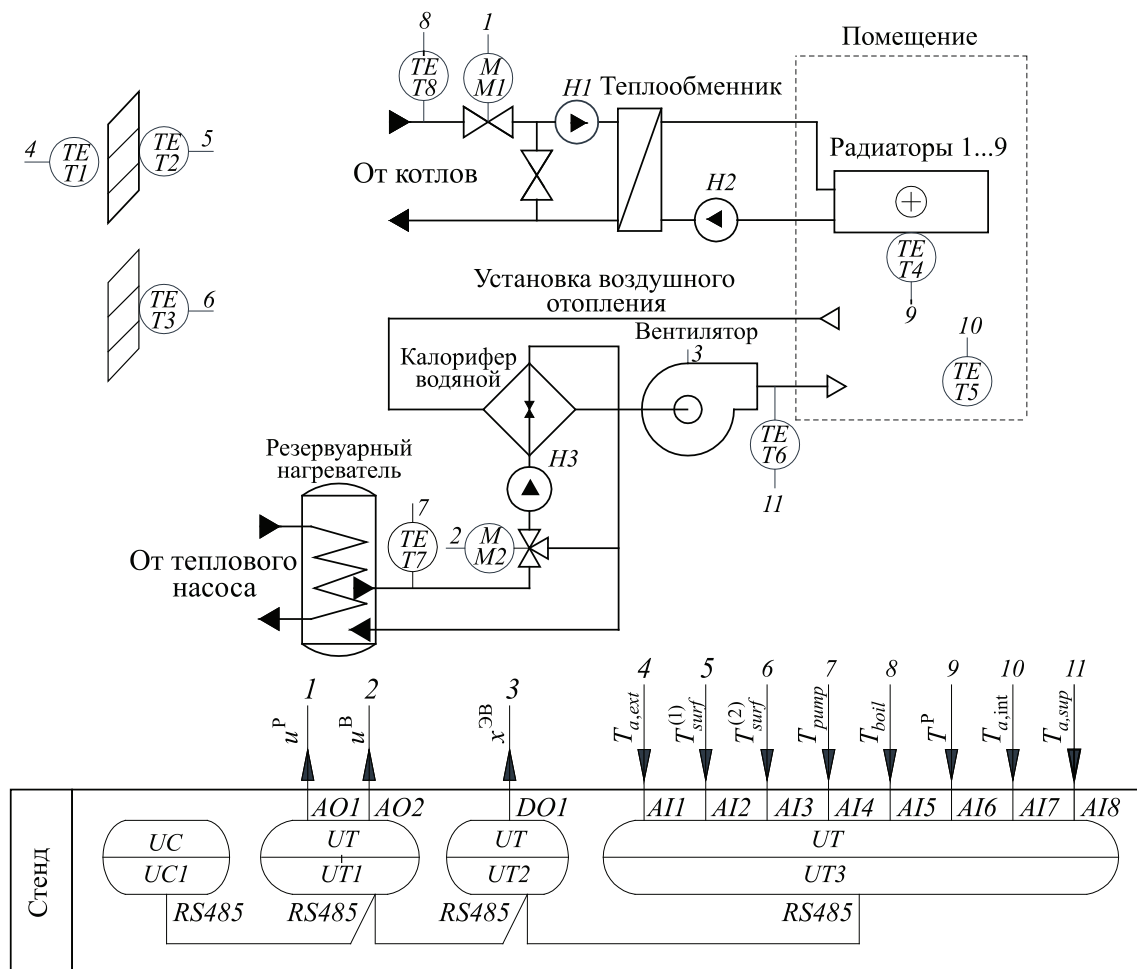 8
1
Помещение
TE
T8
M
M1
H1
Теплообменник
4
TE
T1
TE
T2
5
От котлов
H2
Радиаторы 1...9
TE
T4
9
TE
T3
6
Установка воздушного
отопления
Вентилятор
3
10
TE
T5
Калорифер
водяной
TE
T6
11
H3
Резервуарный
нагреватель
7
TE
T7
2
M
M2
От теплового
насоса
1
2
3
4
5
6
7
8
9
10
11
u^Р
u^В
x^ЭВ
T_a,ext
T_surf^(1)
T_surf^(2)
T_pump
T_boil
T^Р
T_a,int
T_a,sup
AO1
AO2
DO1
AI1
AI2
AI3
AI4
AI5
AI6
AI7
AI8
Стенд
UC
UC1
UT
UT1
UT
UT2
UT
UT3
RS485
RS485
RS485
RS485